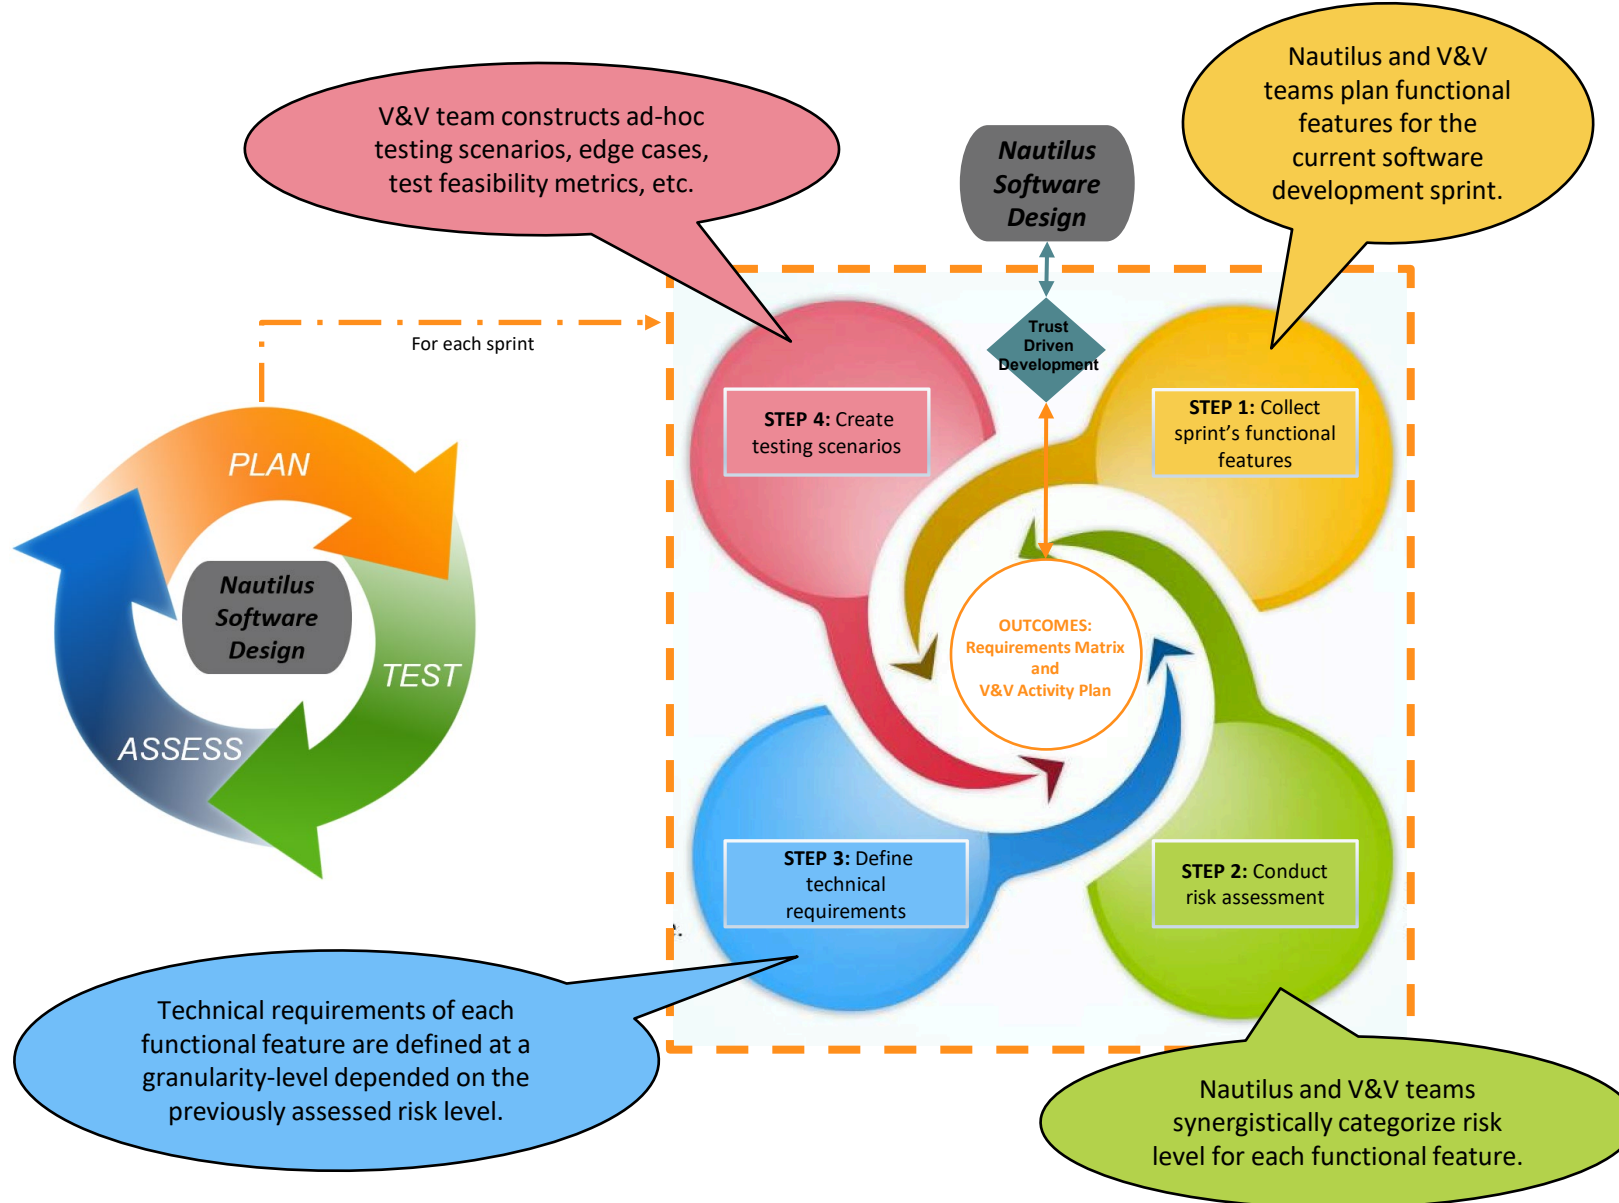 V&V team constructs ad-hoc
testing scenarios, edge cases,
test feasibility metrics, etc.
Nautilus
Software
Design
Nautilus and V&V
teams plan functional
features for the
current software
development sprint.
For each sprint
Trust
Driven
Development
STEP 4: Create
testing scenarios
STEP 1: Collect
sprint's functional
features
PLAN
Nautilus
Software
Design
TEST
ASSESS
OUTCOMES:
Requirements Matrix
and
V&V Activity Plan
STEP 3: Define
technical
requirements
STEP 2: Conduct
risk assessment
Technical requirements of each
functional feature are defined at a
granularity-level depended on the
previously assessed risk level.
Nautilus and V&V teams
synergistically categorize risk
level for each functional feature.